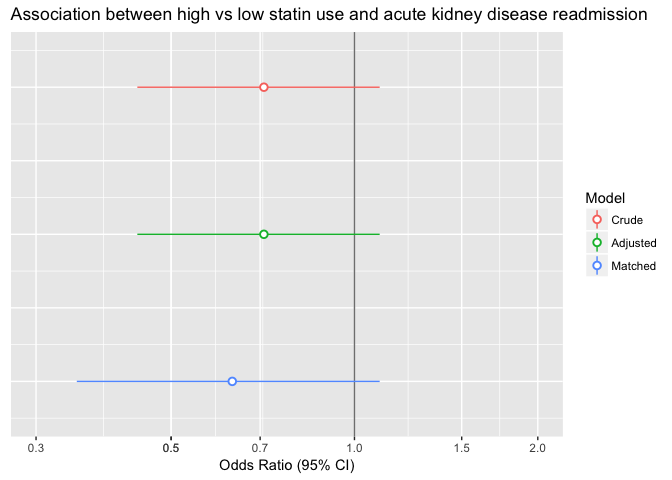 Association between high vs low statin use and acute kidney disease readmission
Model
Crude
Adjusted
Matched
0.3 0.5 0.7 1.0 1.5 2.0
Odds Ratio (95% CI)